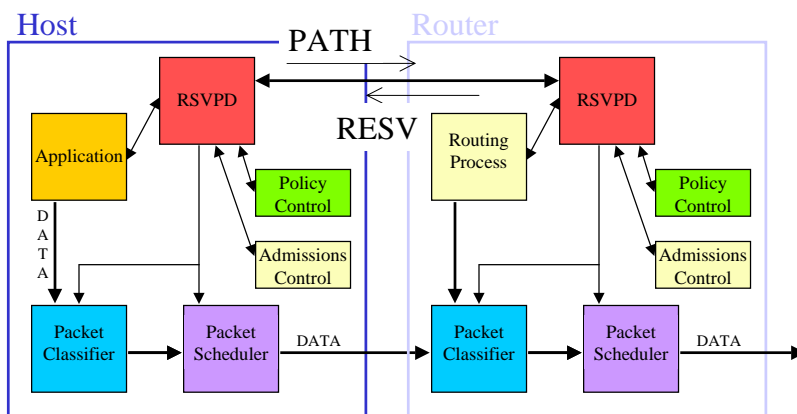 Host
Router
PATH
RSVPD
RSVPD
RESV
Application
Routing
Process
Policy
Control
Policy
Control
D
A
T
A
Admissions
Control
Admissions
Control
Packet
Classifier
Packet
Scheduler
DATA
Packet
Classifier
Packet
Scheduler
DATA